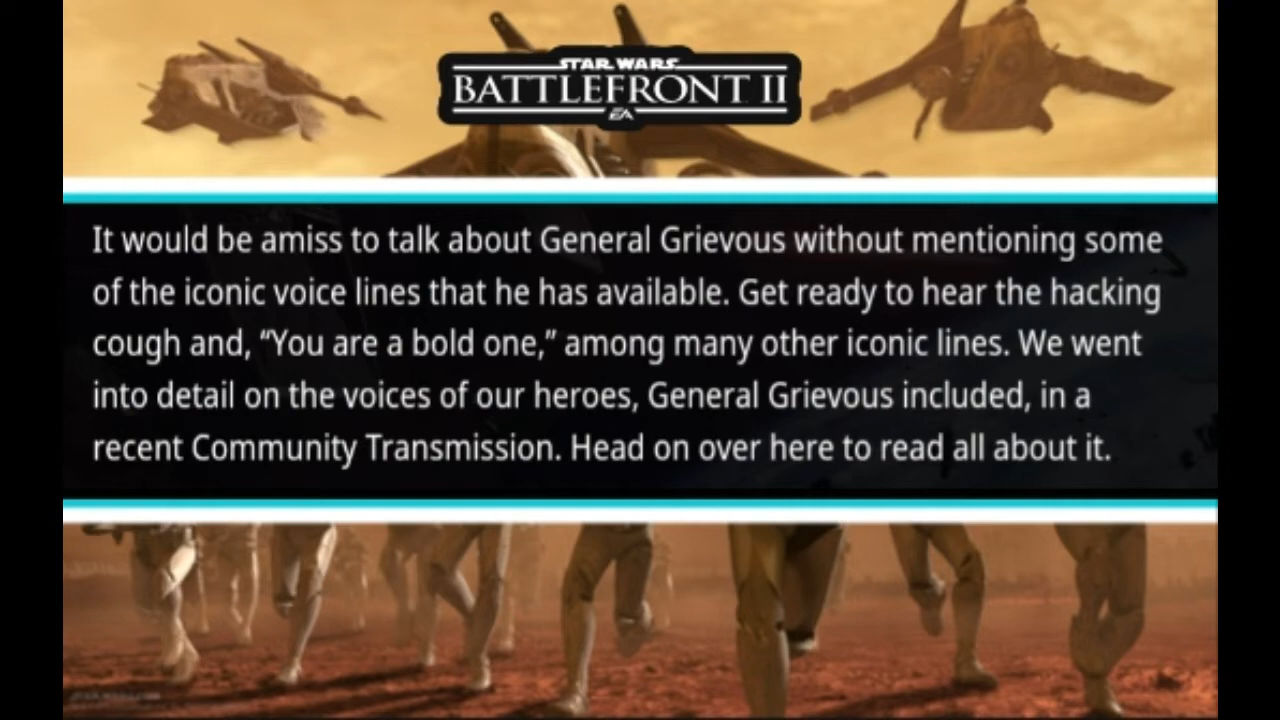 STAR WARS
BATTLEFRONT II
EA
It would be amiss to talk about General Grievous without mentioning some
of the iconic voice lines that he has available. Get ready to hear the hacking
cough and, “You are a bold one,” among many other iconic lines. We went
into detail on the voices of our heroes, General Grievous included, in a
recent Community Transmission. Head on over here to read all about it.